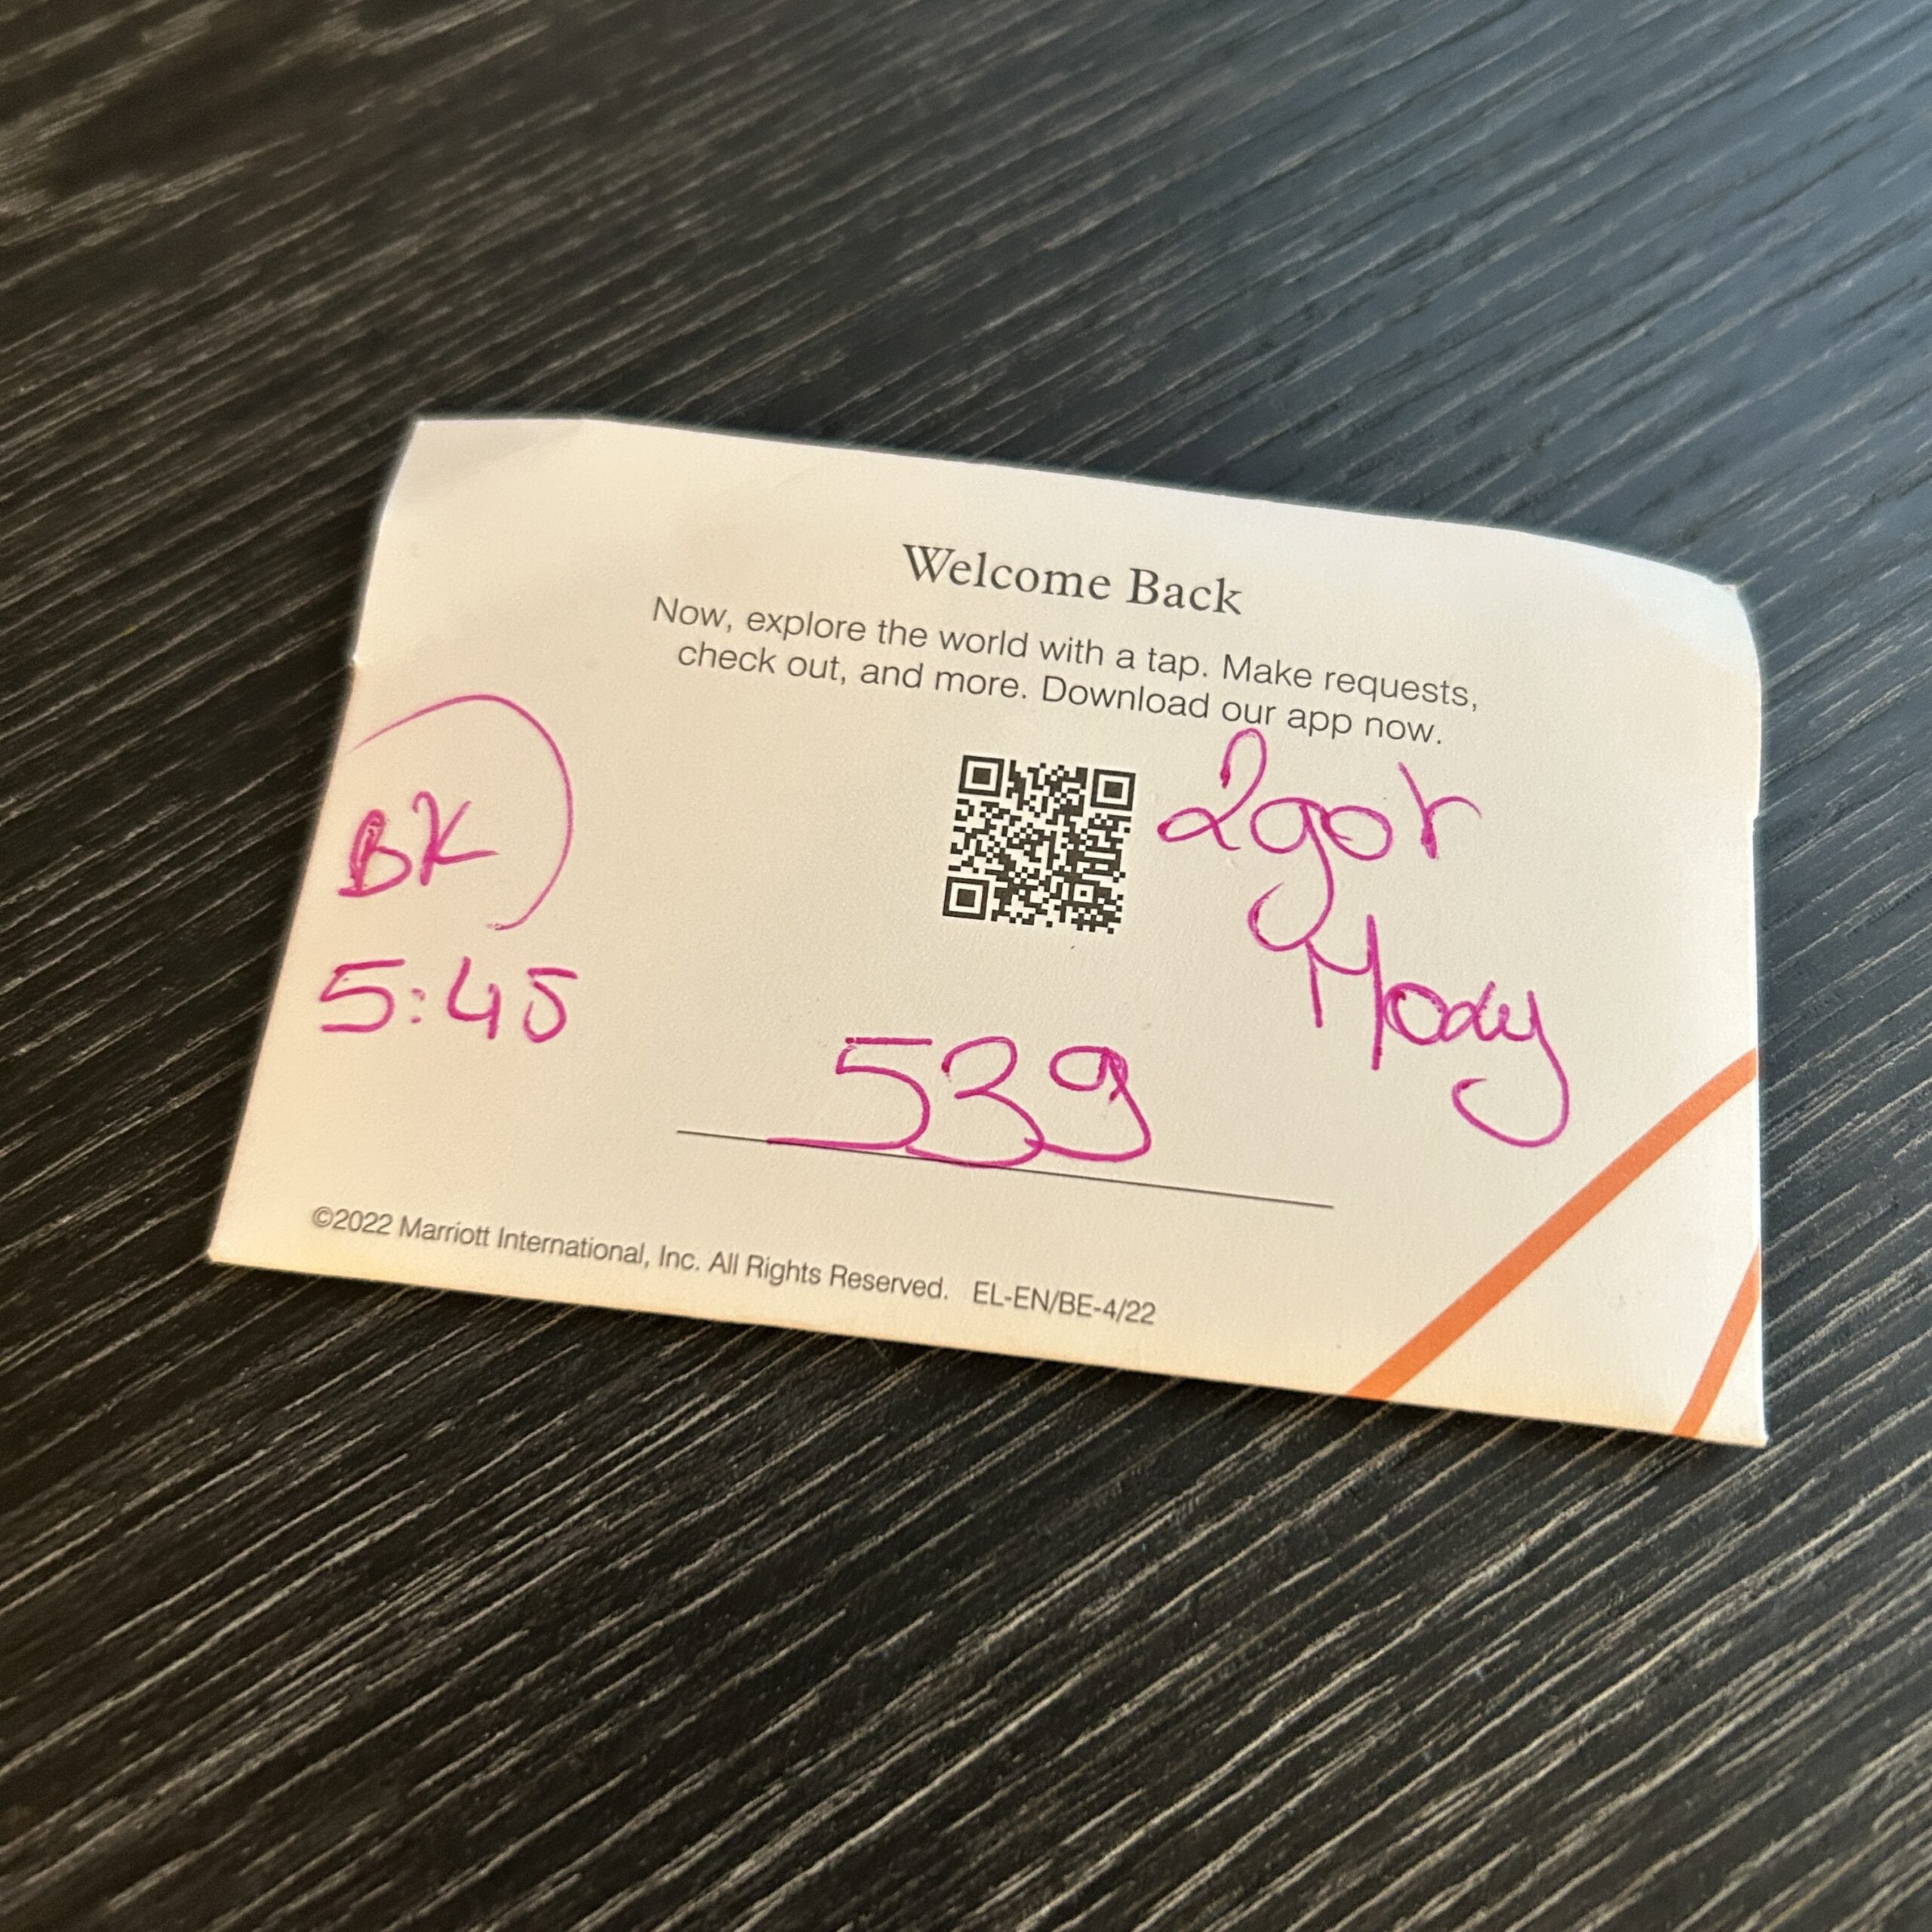 Welcome Back
Now, explore the world with a tap. Make requests,
check out, and more. Download our app now.
BK
5:45
2gor
Mody
539
©2022 Marriott International, Inc. All Rights Reserved. EL-EN/BE-4/22